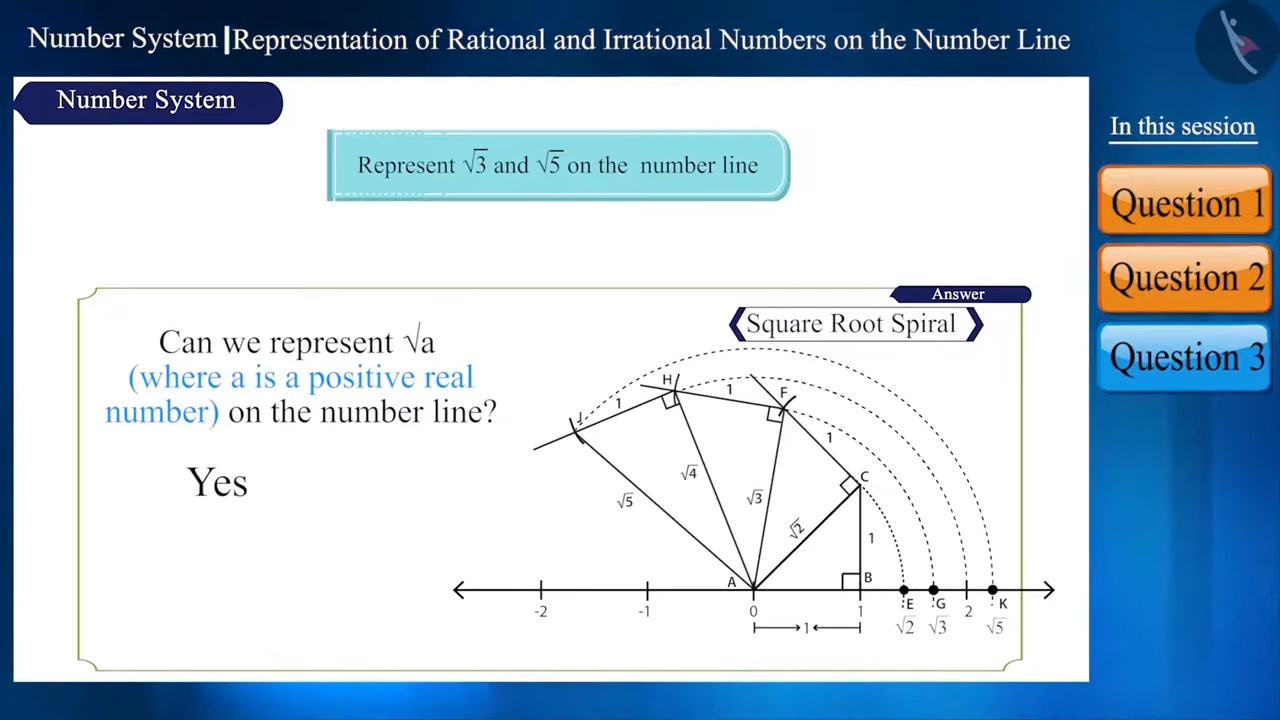 Number System | Representation of Rational and Irrational Numbers on the Number Line
Number System
In this session
Represent √3 and √5 on the number line
Question 1
Question 2
Question 3
Answer
Square Root Spiral
Can we represent √a
(where a is a positive real
number) on the number line?
Yes
H
1
F
J
1
1
√4
C
√5
√3
√2
1
A
B
E
G
K
-2
-1
0
1
2
√2
√3
√5
1